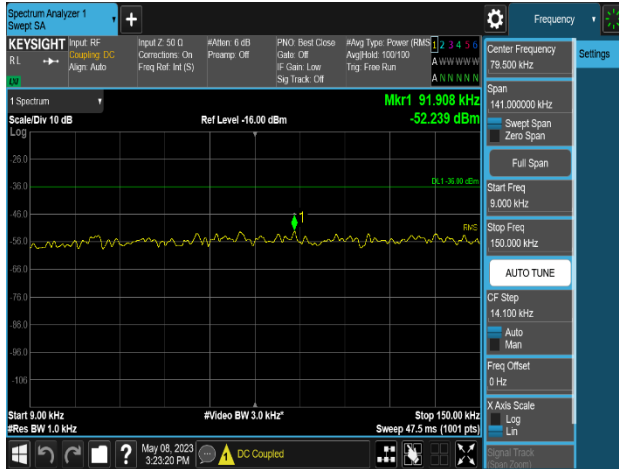 Spectrum Analyzer 1
Swept SA
Frequency
KEYSIGHT
RL
Input: RF
Coupling: DC
Align: Auto
Input Z: 50 Ω
Corrections: On
Freq Ref: Int (S)
#Atten: 6 dB
Preamp: Off
PNO: Best Close
Gate: Off
IF Gain: Low
Sig Track: Off
#Avg Type: Power (RMS
Avg|Hold: 100/100
Trig: Free Run
1 2 3 4 5 6
A W W W W W
A N N N N N
1 Spectrum
Mkr1 91.908 kHz
-52.239 dBm
Scale/Div 10 dB
Ref Level -16.00 dBm
Log
-26.0
-36.0
-46.0
-56.0
-66.0
-76.0
-86.0
-96.0
-106
DL1 -36.00 dBm
1
RMS
Start 9.00 kHz
#Video BW 3.0 kHz*
Stop 150.00 kHz
#Res BW 1.0 kHz
Sweep 47.5 ms (1001 pts)
Center Frequency
79.500 kHz
Settings
Span
141.000000 kHz
Swept Span
Zero Span
Full Span
Start Freq
9.000 kHz
Stop Freq
150.000 kHz
AUTO TUNE
CF Step
14.100 kHz
Auto
Man
Freq Offset
0 Hz
X Axis Scale
Log
Lin
Signal Track
(Span Zoom)
?
May 08, 2023
3:23:20 PM
DC Coupled